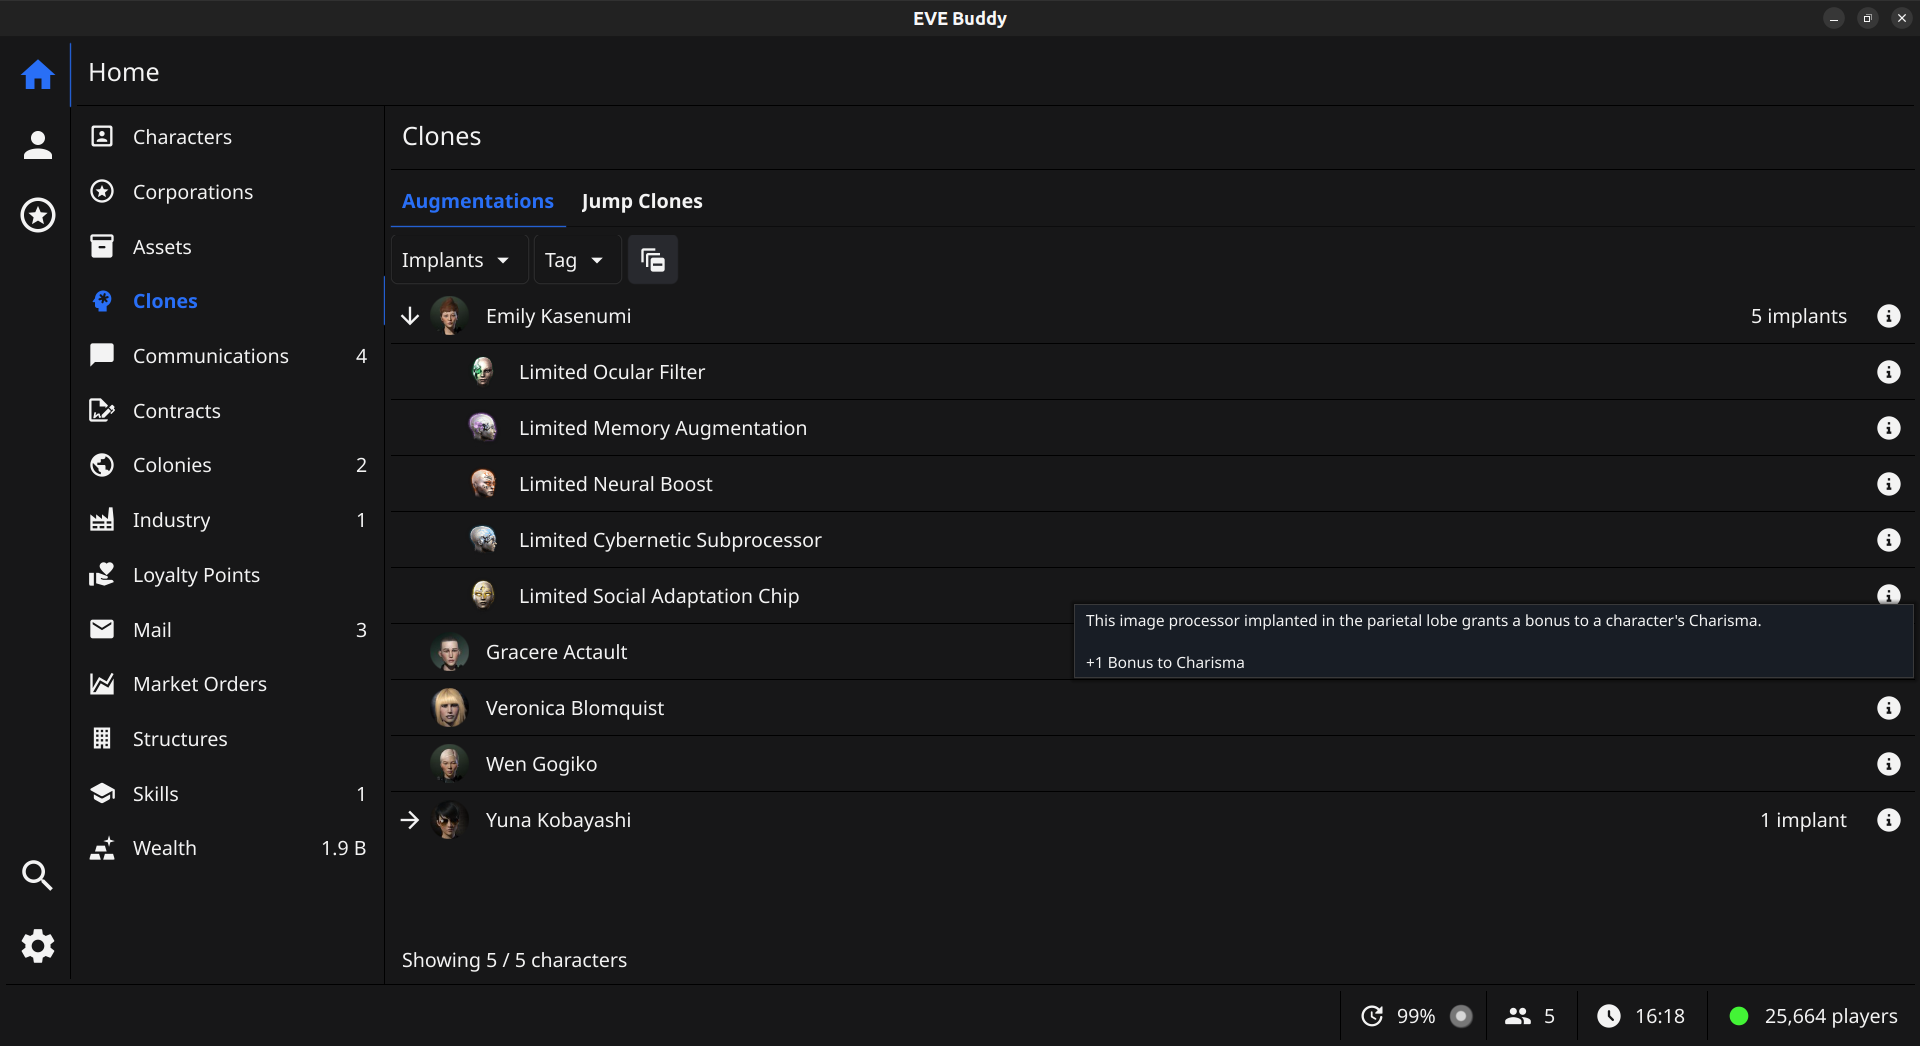 EVE Buddy
Home
Characters
Corporations
Assets
Clones
Communications 4
Contracts
Colonies 2
Industry 1
Loyalty Points
Mail 3
Market Orders
Structures
Skills 1
Wealth 1.9 B
Clones
Augmentations Jump Clones
Implants Tag
Emily Kasenumi 5 implants
Limited Ocular Filter
Limited Memory Augmentation
Limited Neural Boost
Limited Cybernetic Subprocessor
Limited Social Adaptation Chip
This image processor implanted in the parietal lobe grants a bonus to a character's Charisma.
+1 Bonus to Charisma
Gracere Actault
Veronica Blomquist
Wen Gogiko
Yuna Kobayashi 1 implant
Showing 5 / 5 characters
99% 5 16:18 25,664 players